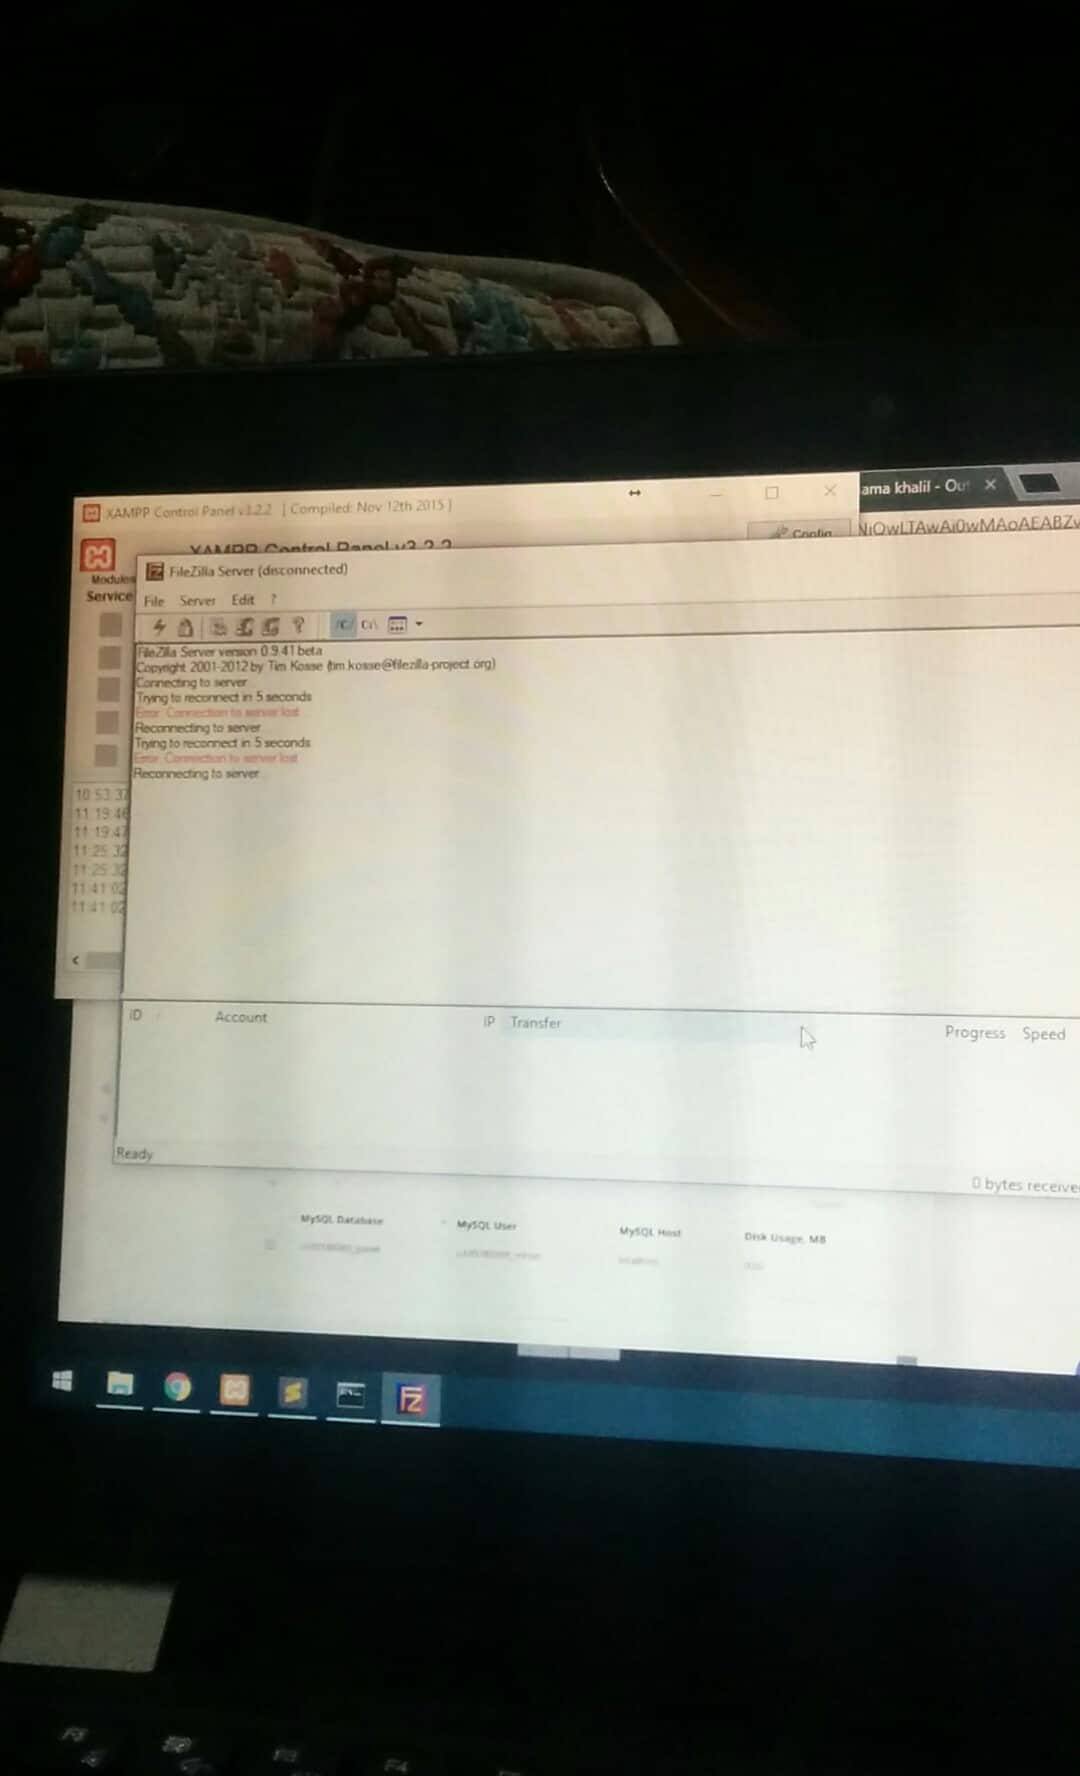 XAMPP Control Panel v3.2.2 [ Compiled: Nov 12th 2015 ]
ama khalil - Ou
XAMPP Control Panel v3.2.2
Config
Modules
Service
FileZilla Server (disconnected)
File Server Edit ?
/C/ C:\
FileZilla Server version 0.9.41 beta
Copyright 2001-2012 by Tim Kosse (tim.kosse@filezilla-project.org)
Connecting to server
Trying to reconnect in 5 seconds
Error: Connection to server lost
Reconnecting to server
Trying to reconnect in 5 seconds
Error: Connection to server lost
Reconnecting to server
10 53 37
11 19 46
11 19 47
11 25 32
11 25 32
11 41 02
11 41 02
ID Account IP Transfer Progress Speed
Ready
0 bytes receive
MySQL Database MySQL User MySQL Host Disk Usage, MB
Fz
F4